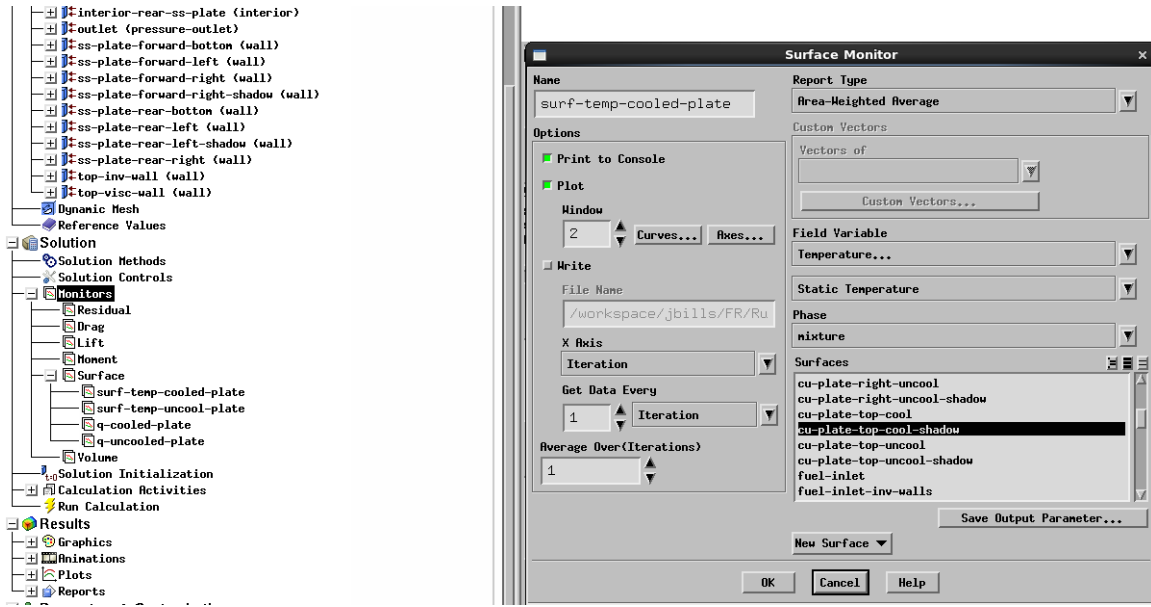 interior-rear-ss-plate (interior)
outlet (pressure-outlet)
ss-plate-forward-bottom (wall)
ss-plate-forward-left (wall)
ss-plate-forward-right (wall)
ss-plate-forward-right-shadow (wall)
ss-plate-rear-bottom (wall)
ss-plate-rear-left (wall)
ss-plate-rear-left-shadow (wall)
ss-plate-rear-right (wall)
top-inv-wall (wall)
top-visc-wall (wall)
Dynamic Mesh
Reference Values
Solution
Solution Methods
Solution Controls
Monitors
Residual
Drag
Lift
Moment
Surface
surf-temp-cooled-plate
surf-temp-uncool-plate
q-cooled-plate
q-uncooled-plate
Volume
Solution Initialization
Calculation Activities
Run Calculation
Results
Graphics
Animations
Plots
Reports
Surface Monitor
Name
surf-temp-cooled-plate
Options
Print to Console
Plot
Window
2 Curves... Axes...
Write
File Name
/workspace/jbills/FR/Ru
X Axis
Iteration
Get Data Every
1 Iteration
Average Over(Iterations)
1
Report Type
Area-Weighted Average
Custom Vectors
Vectors of
Custom Vectors...
Field Variable
Temperature...
Static Temperature
Phase
mixture
Surfaces
cu-plate-right-uncool
cu-plate-right-uncool-shadow
cu-plate-top-cool
cu-plate-top-cool-shadow
cu-plate-top-uncool
cu-plate-top-uncool-shadow
fuel-inlet
fuel-inlet-inv-walls
Save Output Parameter...
New Surface
OK Cancel Help